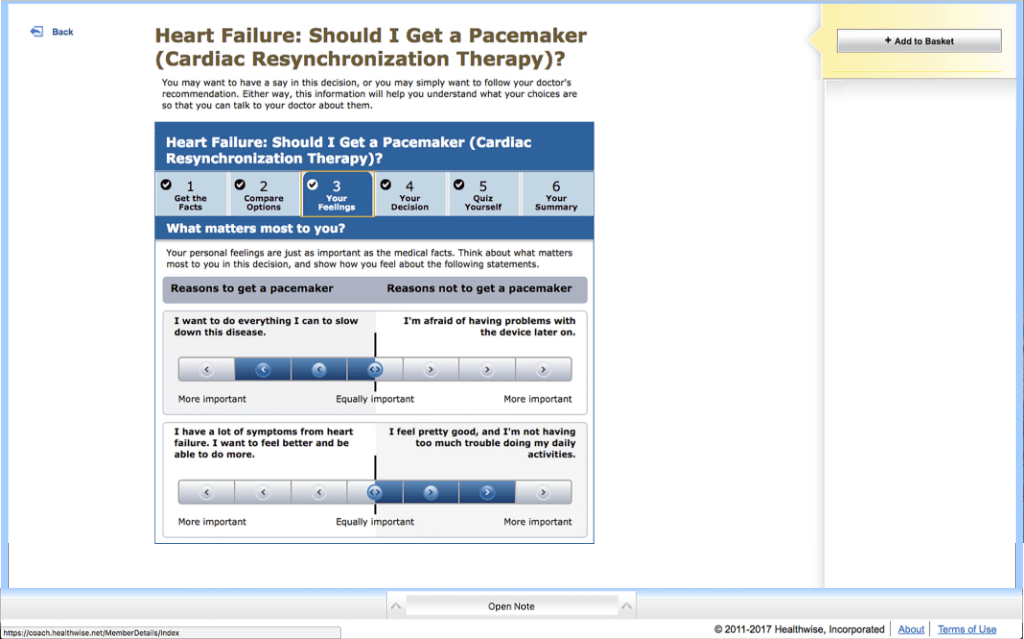 Back
Heart Failure: Should I Get a Pacemaker
(Cardiac Resynchronization Therapy)?
You may want to have a say in this decision, or you may simply want to follow your doctor's
recommendation. Either way, this information will help you understand what your choices are
so that you can talk to your doctor about them.
+ Add to Basket
Heart Failure: Should I Get a Pacemaker (Cardiac
Resynchronization Therapy)?
1
Get the
Facts
2
Compare
Options
3
Your
Feelings
4
Your
Decision
5
Quiz
Yourself
6
Your
Summary
What matters most to you?
Your personal feelings are just as important as the medical facts. Think about what matters
most to you in this decision, and show how you feel about the following statements.
Reasons to get a pacemaker
Reasons not to get a pacemaker
I want to do everything I can to slow
down this disease.
I'm afraid of having problems with
the device later on.
More important
Equally important
More important
I have a lot of symptoms from heart
failure. I want to feel better and be
able to do more.
I feel pretty good, and I'm not having
too much trouble doing my daily
activities.
More important
Equally important
More important
Open Note
https://coach.healthwise.net/MemberDetails/Index
© 2011-2017 Healthwise, Incorporated
About
Terms of Use